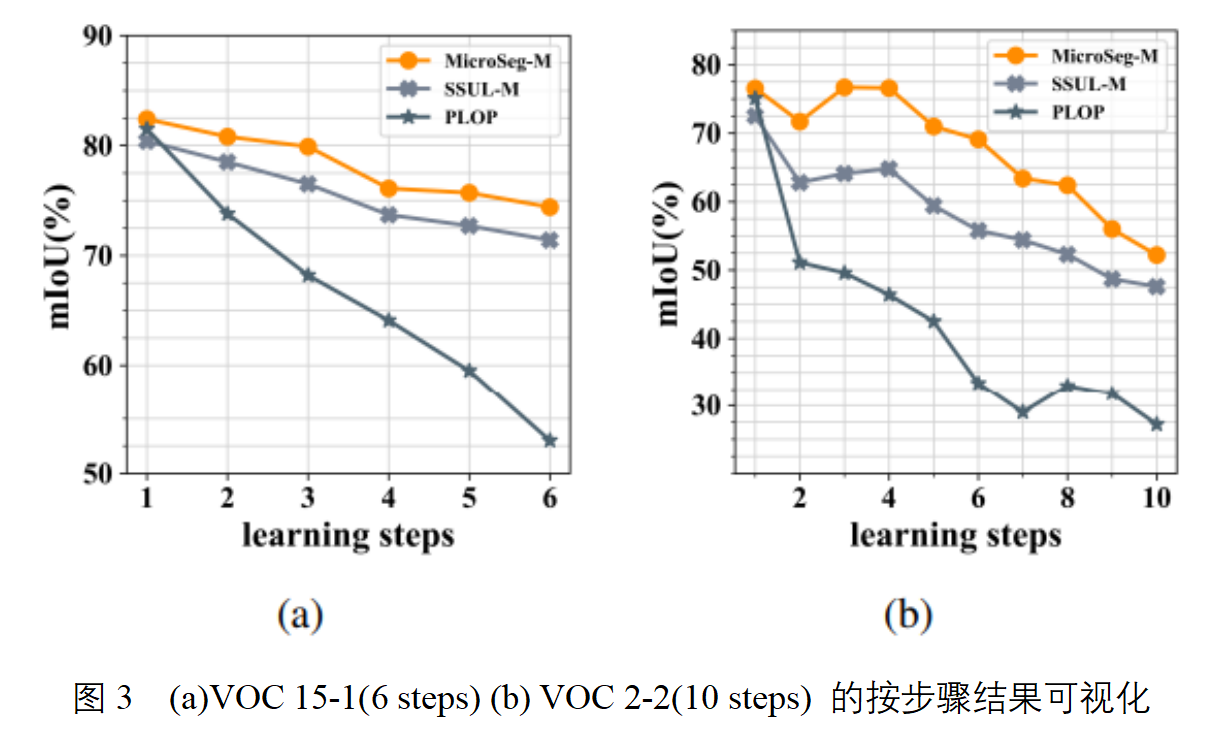 90
80
70
60
50
mIoU(%)
1 2 3 4 5 6
learning steps
MicroSeg-M
SSUL-M
PLOP
(a)
80
70
60
50
40
30
mIoU(%)
2 4 6 8 10
learning steps
MicroSeg-M
SSUL-M
PLOP
(b)
图 3 (a)VOC 15-1(6 steps) (b) VOC 2-2(10 steps) 的按步骤结果可视化